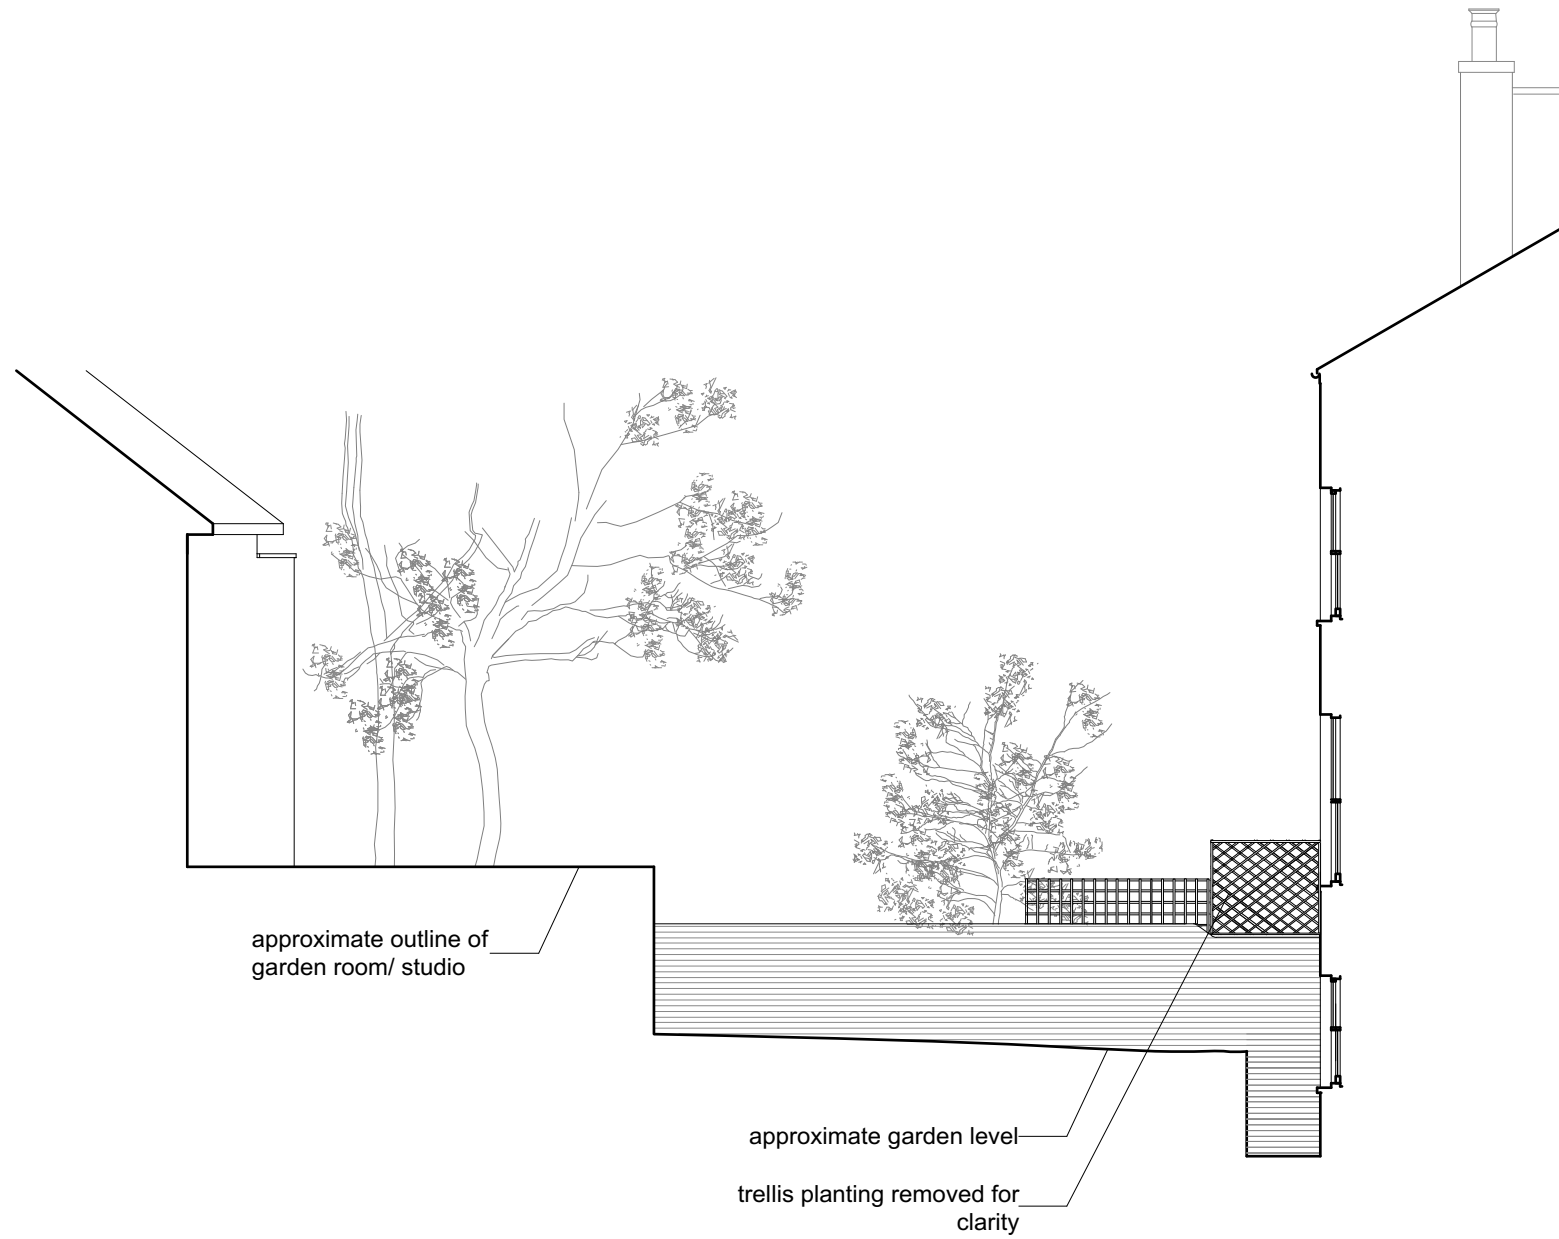 approximate outline of
garden room/ studio
approximate garden level
trellis planting removed for
clarity